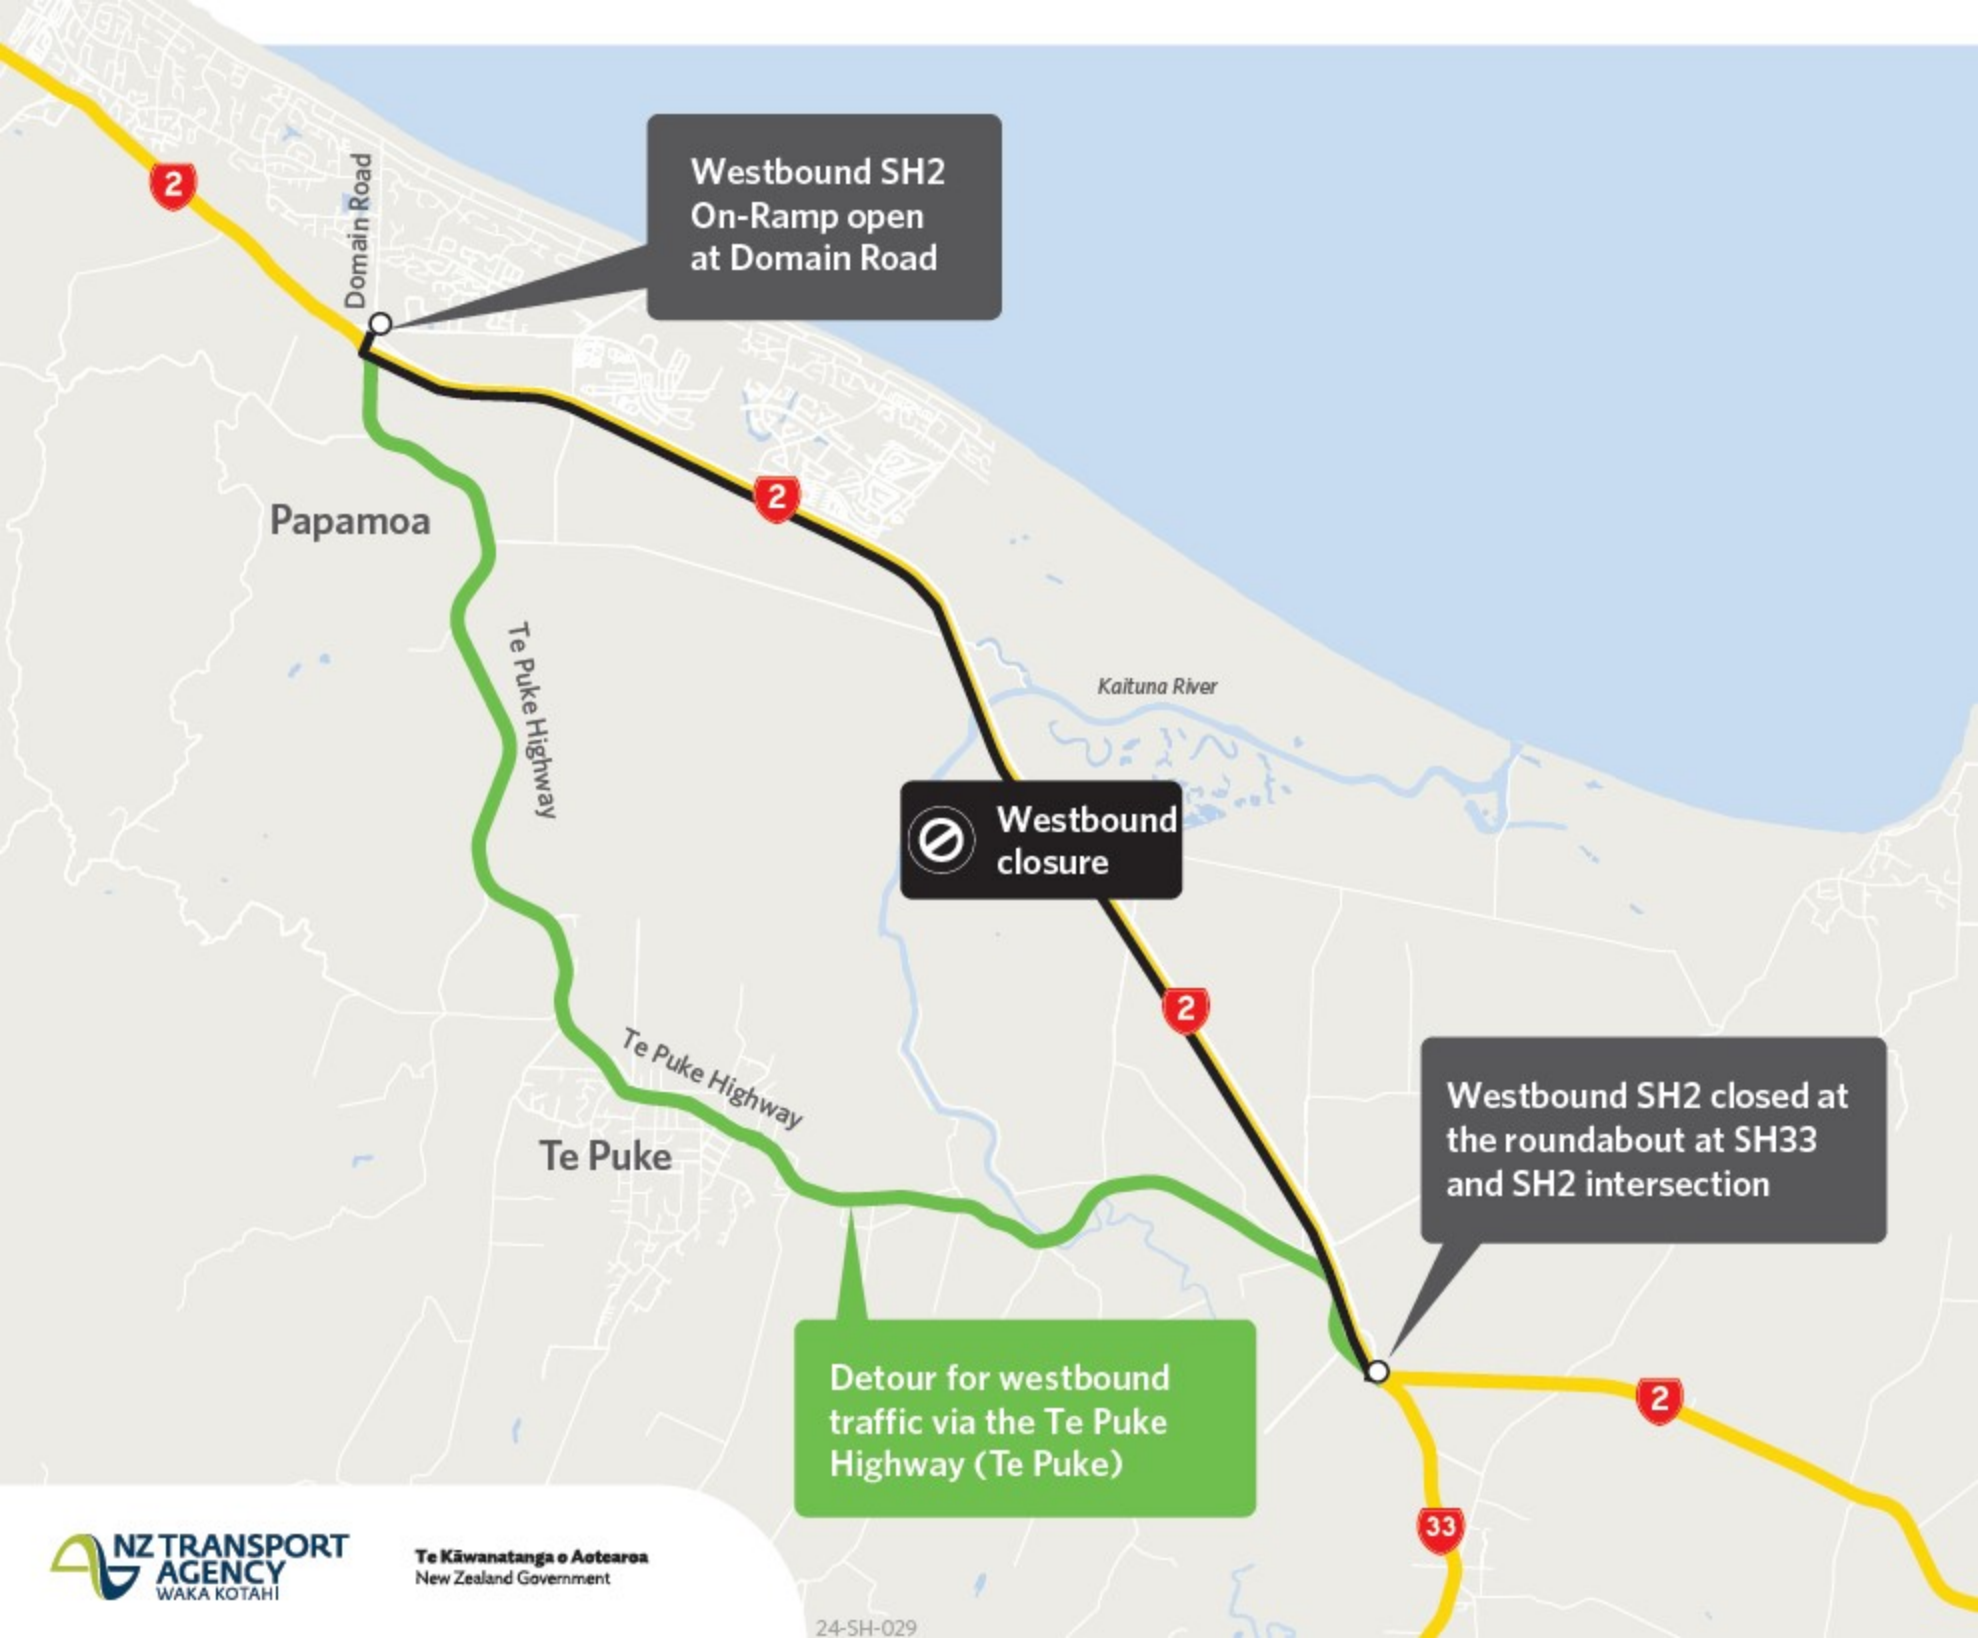 2
Domain Road
Westbound SH2
On-Ramp open
at Domain Road
Papamoa
2
Te Puke Highway
Kaituna River
Westbound
closure
2
Te Puke Highway
Te Puke
Westbound SH2 closed at
the roundabout at SH33
and SH2 intersection
Detour for westbound
traffic via the Te Puke
Highway (Te Puke)
2
33
NZ TRANSPORT
AGENCY
WAKA KOTAHI
Te Kāwanatanga o Aotearoa
New Zealand Government
24-SH-029